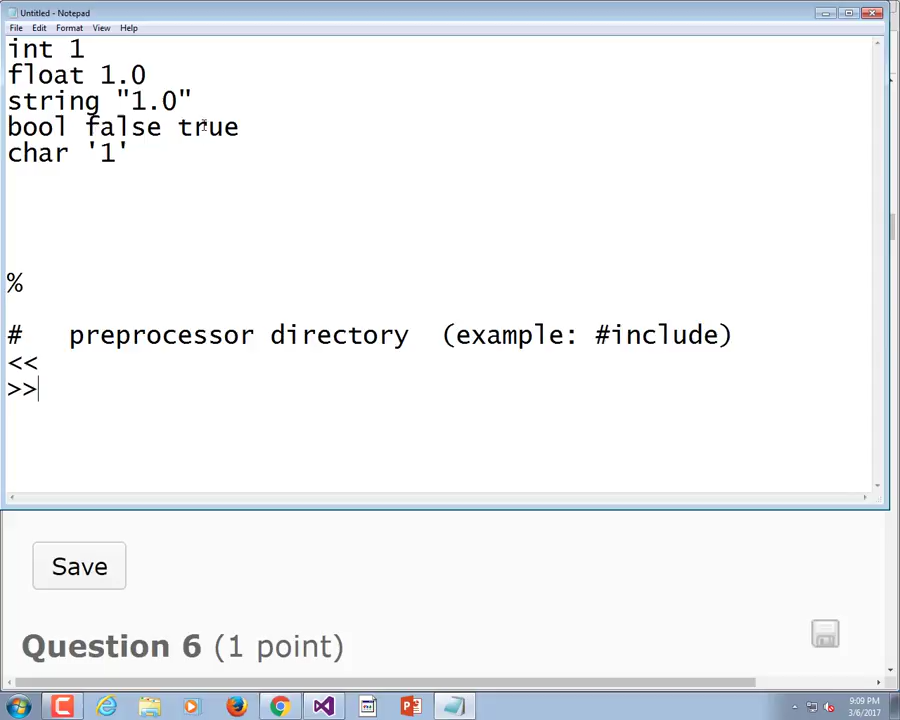 Untitled - Notepad
File Edit Format View Help
int 1
float 1.0
string "1.0"
bool false true
char '1'
%
# preprocessor directory (example: #include)
<<
>>
Save
Question 6 (1 point)
9:09 PM
3/6/2017